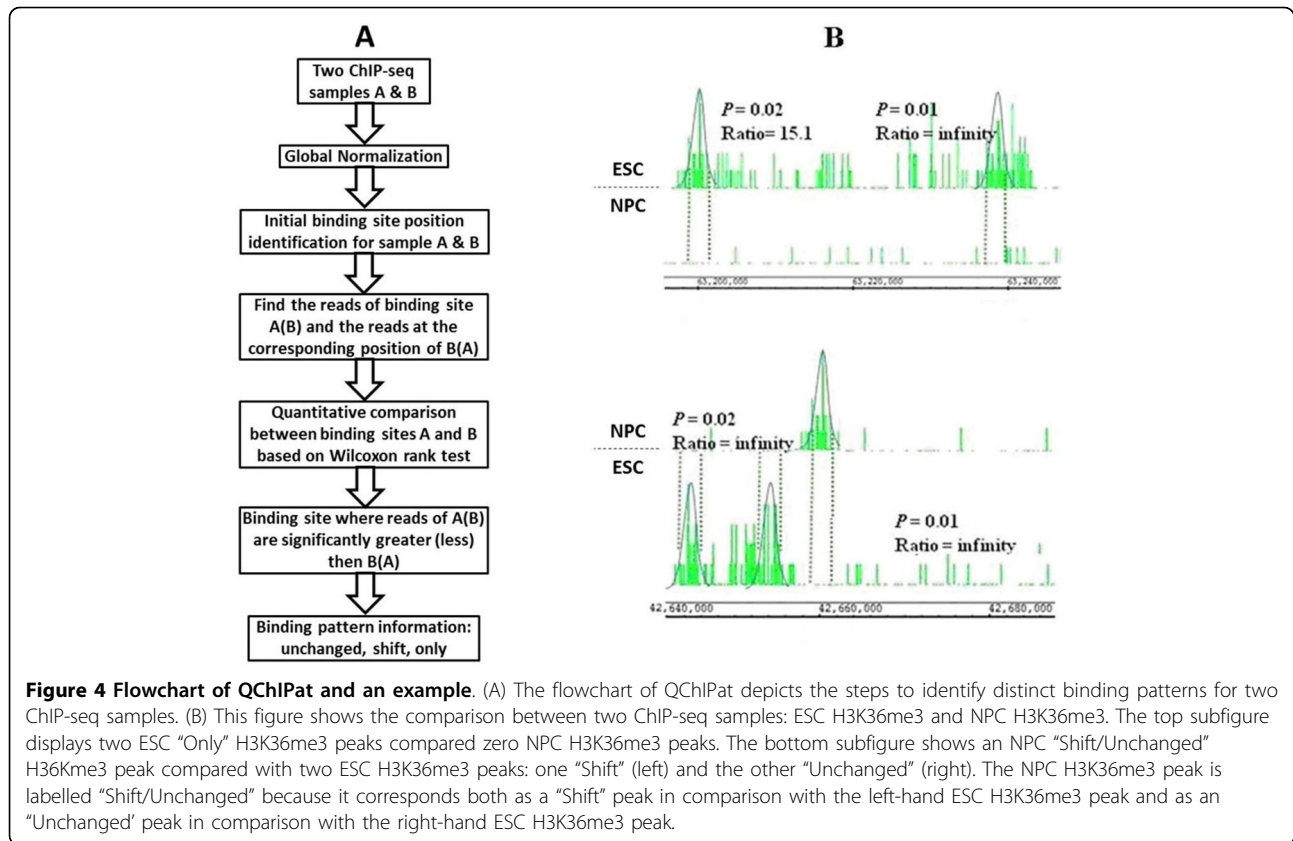 A
Two ChIP-seq
samples A & B
Global Normalization
Initial binding site position
identification for sample A & B
Find the reads of binding site
A(B) and the reads at the
corresponding position of B(A)
Quantitative comparison
between binding sites A and B
based on Wilcoxon rank test
Binding site where reads of A(B)
are significantly greater (less)
then B(A)
Binding pattern information:
unchanged, shift, only
B
P = 0.02
Ratio= 15.1
P = 0.01
Ratio = infinity
ESC
NPC
63,200,000
63,220,000
63,240,000
P = 0.02
Ratio = infinity
NPC
ESC
P = 0.01
Ratio = infinity
42,640,000
42,660,000
42,680,000
Figure 4 Flowchart of QChIPat and an example. (A) The flowchart of QChIPat depicts the steps to identify distinct binding patterns for two
ChIP-seq samples. (B) This figure shows the comparison between two ChIP-seq samples: ESC H3K36me3 and NPC H3K36me3. The top subfigure
displays two ESC “Only” H3K36me3 peaks compared zero NPC H3K36me3 peaks. The bottom subfigure shows an NPC “Shift/Unchanged”
H36Kme3 peak compared with two ESC H3K36me3 peaks: one “Shift” (left) and the other “Unchanged” (right). The NPC H3K36me3 peak is
labelled “Shift/Unchanged” because it corresponds both as a “Shift” peak in comparison with the left-hand ESC H3K36me3 peak and as an
“Unchanged’ peak in comparison with the right-hand ESC H3K36me3 peak.